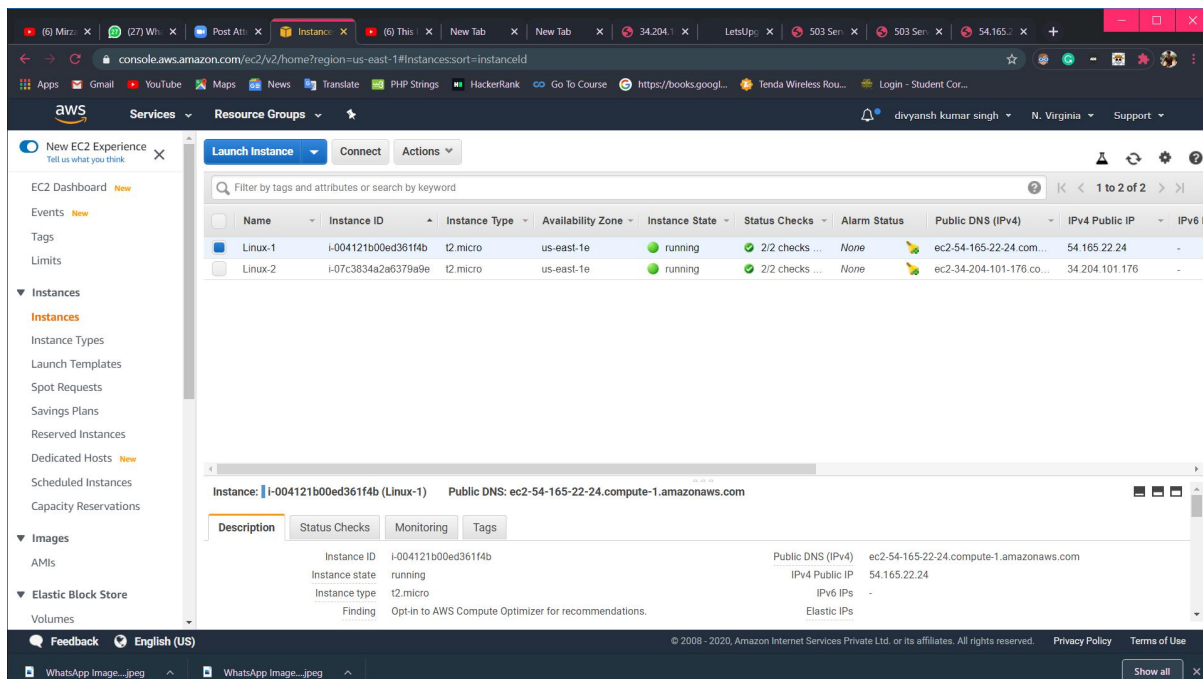 (6) Mirz
(27) Wh
Post Att
Instance
(6) This
New Tab
New Tab
34.204.1
LetsUpg
503 Ser
503 Ser
54.165.2
console.aws.amazon.com/ec2/v2/home?region=us-east-1#Instances:sort=instanceId
Apps Gmail YouTube Maps News Translate PHP Strings HackerRank Go To Course https://books.googl... Tenda Wireless Rou... Login - Student Cor...
aws Services Resource Groups divyansh kumar singh N. Virginia Support
New EC2 Experience
Tell us what you think
EC2 Dashboard New
Events New
Tags
Limits
Instances
Instances
Instance Types
Launch Templates
Spot Requests
Savings Plans
Reserved Instances
Dedicated Hosts New
Scheduled Instances
Capacity Reservations
Images
AMIs
Elastic Block Store
Volumes
Launch Instance Connect Actions
Filter by tags and attributes or search by keyword 1 to 2 of 2
Name Instance ID Instance Type Availability Zone Instance State Status Checks Alarm Status Public DNS (IPv4) IPv4 Public IP IPv6
Linux-1 i-004121b00ed361f4b t2.micro us-east-1e running 2/2 checks ... None ec2-54-165-22-24.com... 54.165.22.24 -
Linux-2 i-07c3834a2a6379a9e t2.micro us-east-1e running 2/2 checks ... None ec2-34-204-101-176.co... 34.204.101.176 -
Instance: i-004121b00ed361f4b (Linux-1) Public DNS: ec2-54-165-22-24.compute-1.amazonaws.com
Description Status Checks Monitoring Tags
Instance ID i-004121b00ed361f4b Public DNS (IPv4) ec2-54-165-22-24.compute-1.amazonaws.com
Instance state running IPv4 Public IP 54.165.22.24
Instance type t2.micro IPv6 IPs -
Finding Opt-in to AWS Compute Optimizer for recommendations. Elastic IPs
Feedback English (US) © 2008 - 2020, Amazon Internet Services Private Ltd. or its affiliates. All rights reserved. Privacy Policy Terms of Use
WhatsApp Image....jpeg WhatsApp Image....jpeg Show all